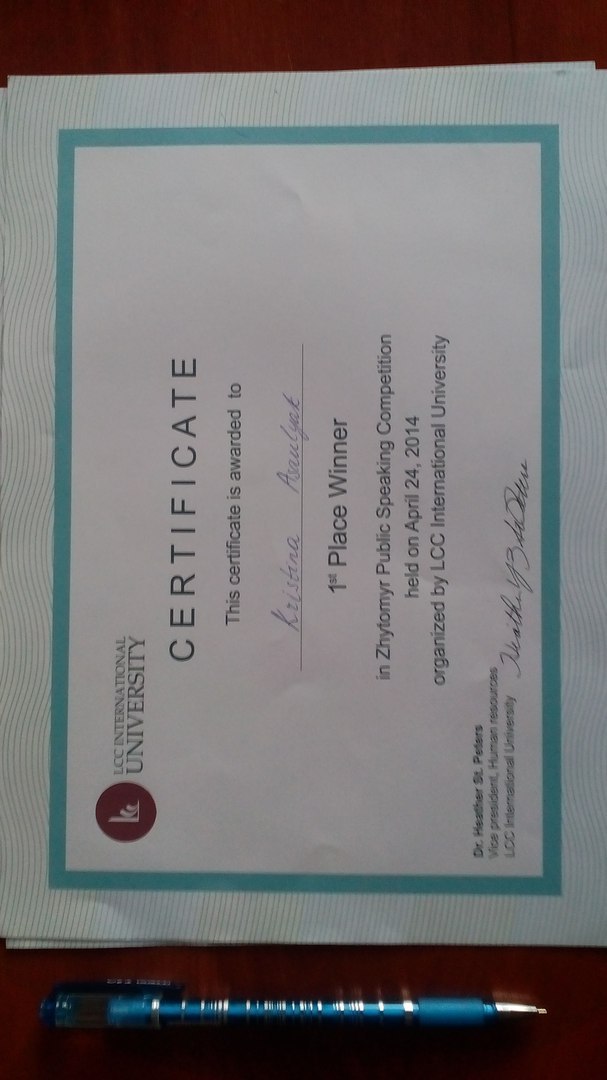 LCC INTERNATIONAL
UNIVERSITY
CERTIFICATE
This certificate is awarded to
Kristina Asaulyuk
1st Place Winner
in Zhytomyr Public Speaking Competition
held on April 24, 2014
organized by LCC International University
Dr. Heather St. Peters
Vice president, Human resources
LCC International University